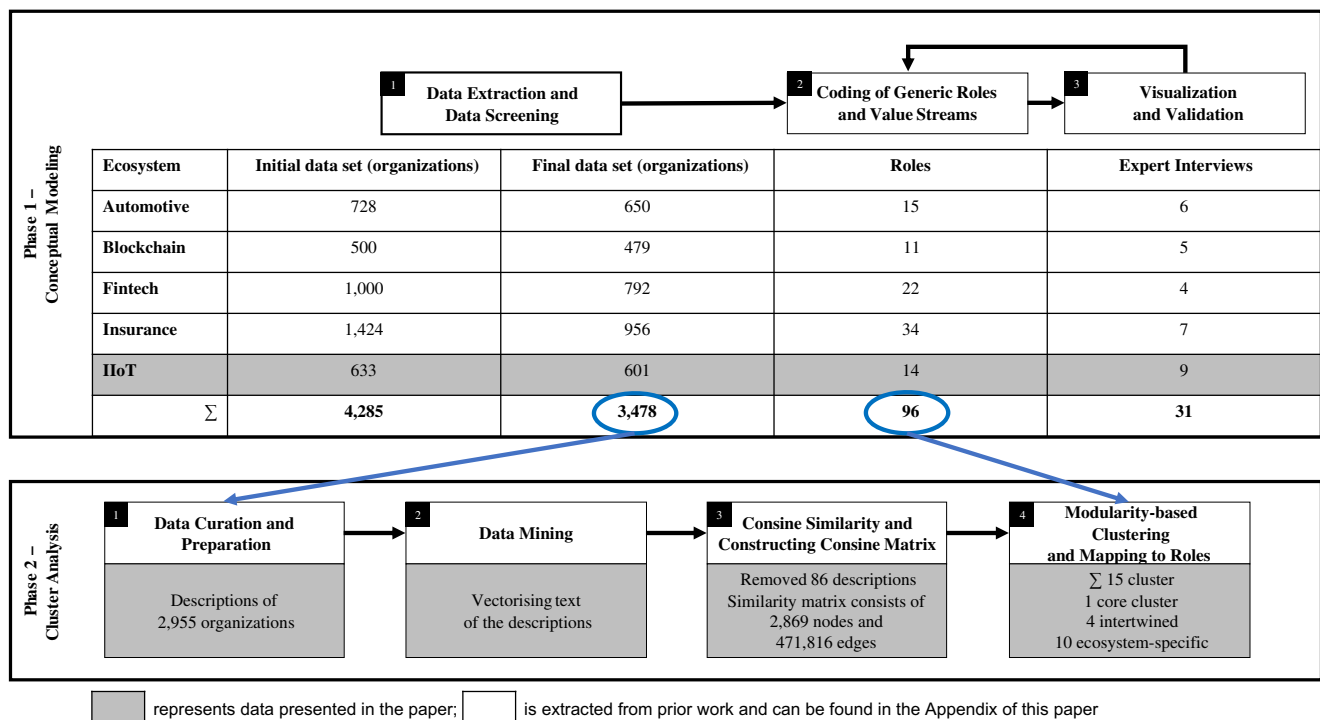 1
Data Extraction and
Data Screening
2
Coding of Generic Roles
and Value Streams
3
Visualization
and Validation
Phase 1 –
Conceptual Modeling
Ecosystem Initial data set (organizations) Final data set (organizations) Roles Expert Interviews
Automotive 728 650 15 6
Blockchain 500 479 11 5
Fintech 1,000 792 22 4
Insurance 1,424 956 34 7
IIoT 633 601 14 9
∑ 4,285 3,478 96 31
Phase 2 –
Cluster Analysis
1
Data Curation and
Preparation
Descriptions of
2,955 organizations
2
Data Mining
Vectorising text
of the descriptions
3
Consine Similarity and
Constructing Consine Matrix
Removed 86 descriptions
Similarity matrix consists of
2,869 nodes and
471,816 edges
4
Modularity-based
Clustering
and Mapping to Roles
∑ 15 cluster
1 core cluster
4 intertwined
10 ecosystem-specific
represents data presented in the paper; is extracted from prior work and can be found in the Appendix of this paper